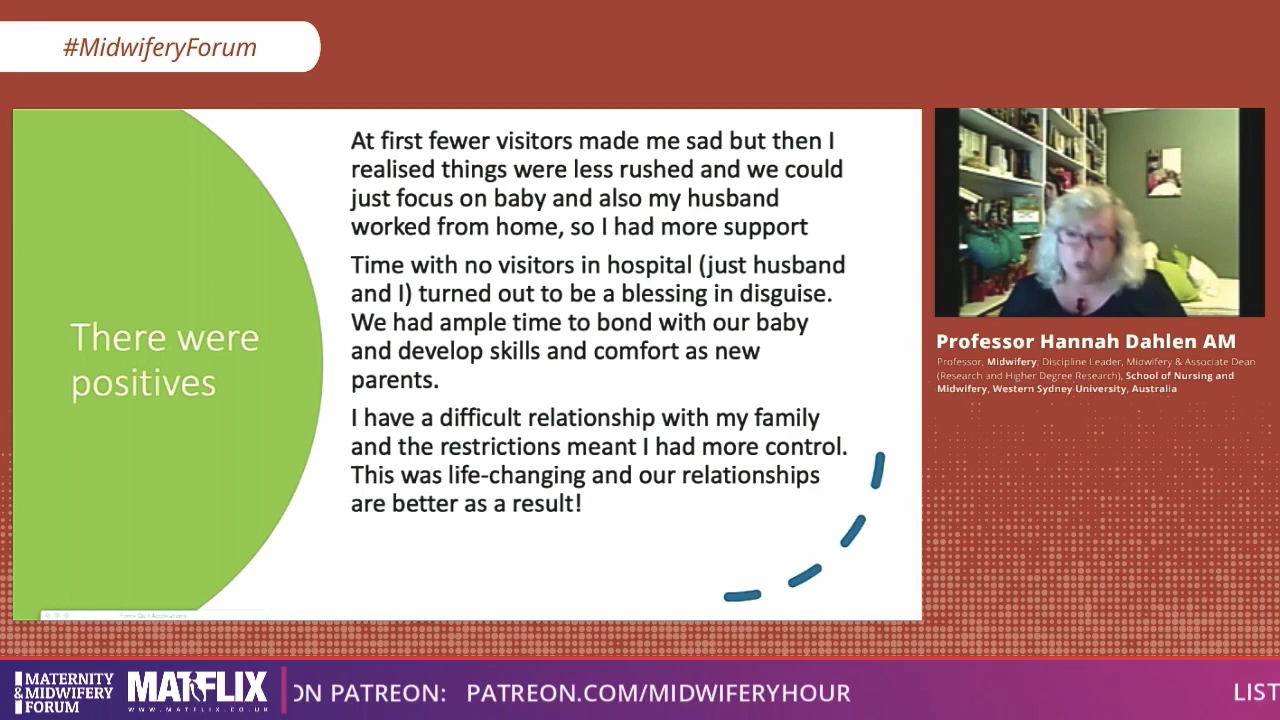 #MidwiferyForum
There were
positives
At first fewer visitors made me sad but then I
realised things were less rushed and we could
just focus on baby and also my husband
worked from home, so I had more support
Time with no visitors in hospital (just husband
and I) turned out to be a blessing in disguise.
We had ample time to bond with our baby
and develop skills and comfort as new
parents.
I have a difficult relationship with my family
and the restrictions meant I had more control.
This was life-changing and our relationships
are better as a result!
Professor Hannah Dahlen AM
Professor, Midwifery; Discipline Leader, Midwifery & Associate Dean
(Research and Higher Degree Research), School of Nursing and
Midwifery, Western Sydney University, Australia
MATERNITY
& MIDWIFERY
FORUM
MATFLIX
WWW.MATFLIX.CO.UK
ON PATREON: PATREON.COM/MIDWIFERYHOUR
LIST